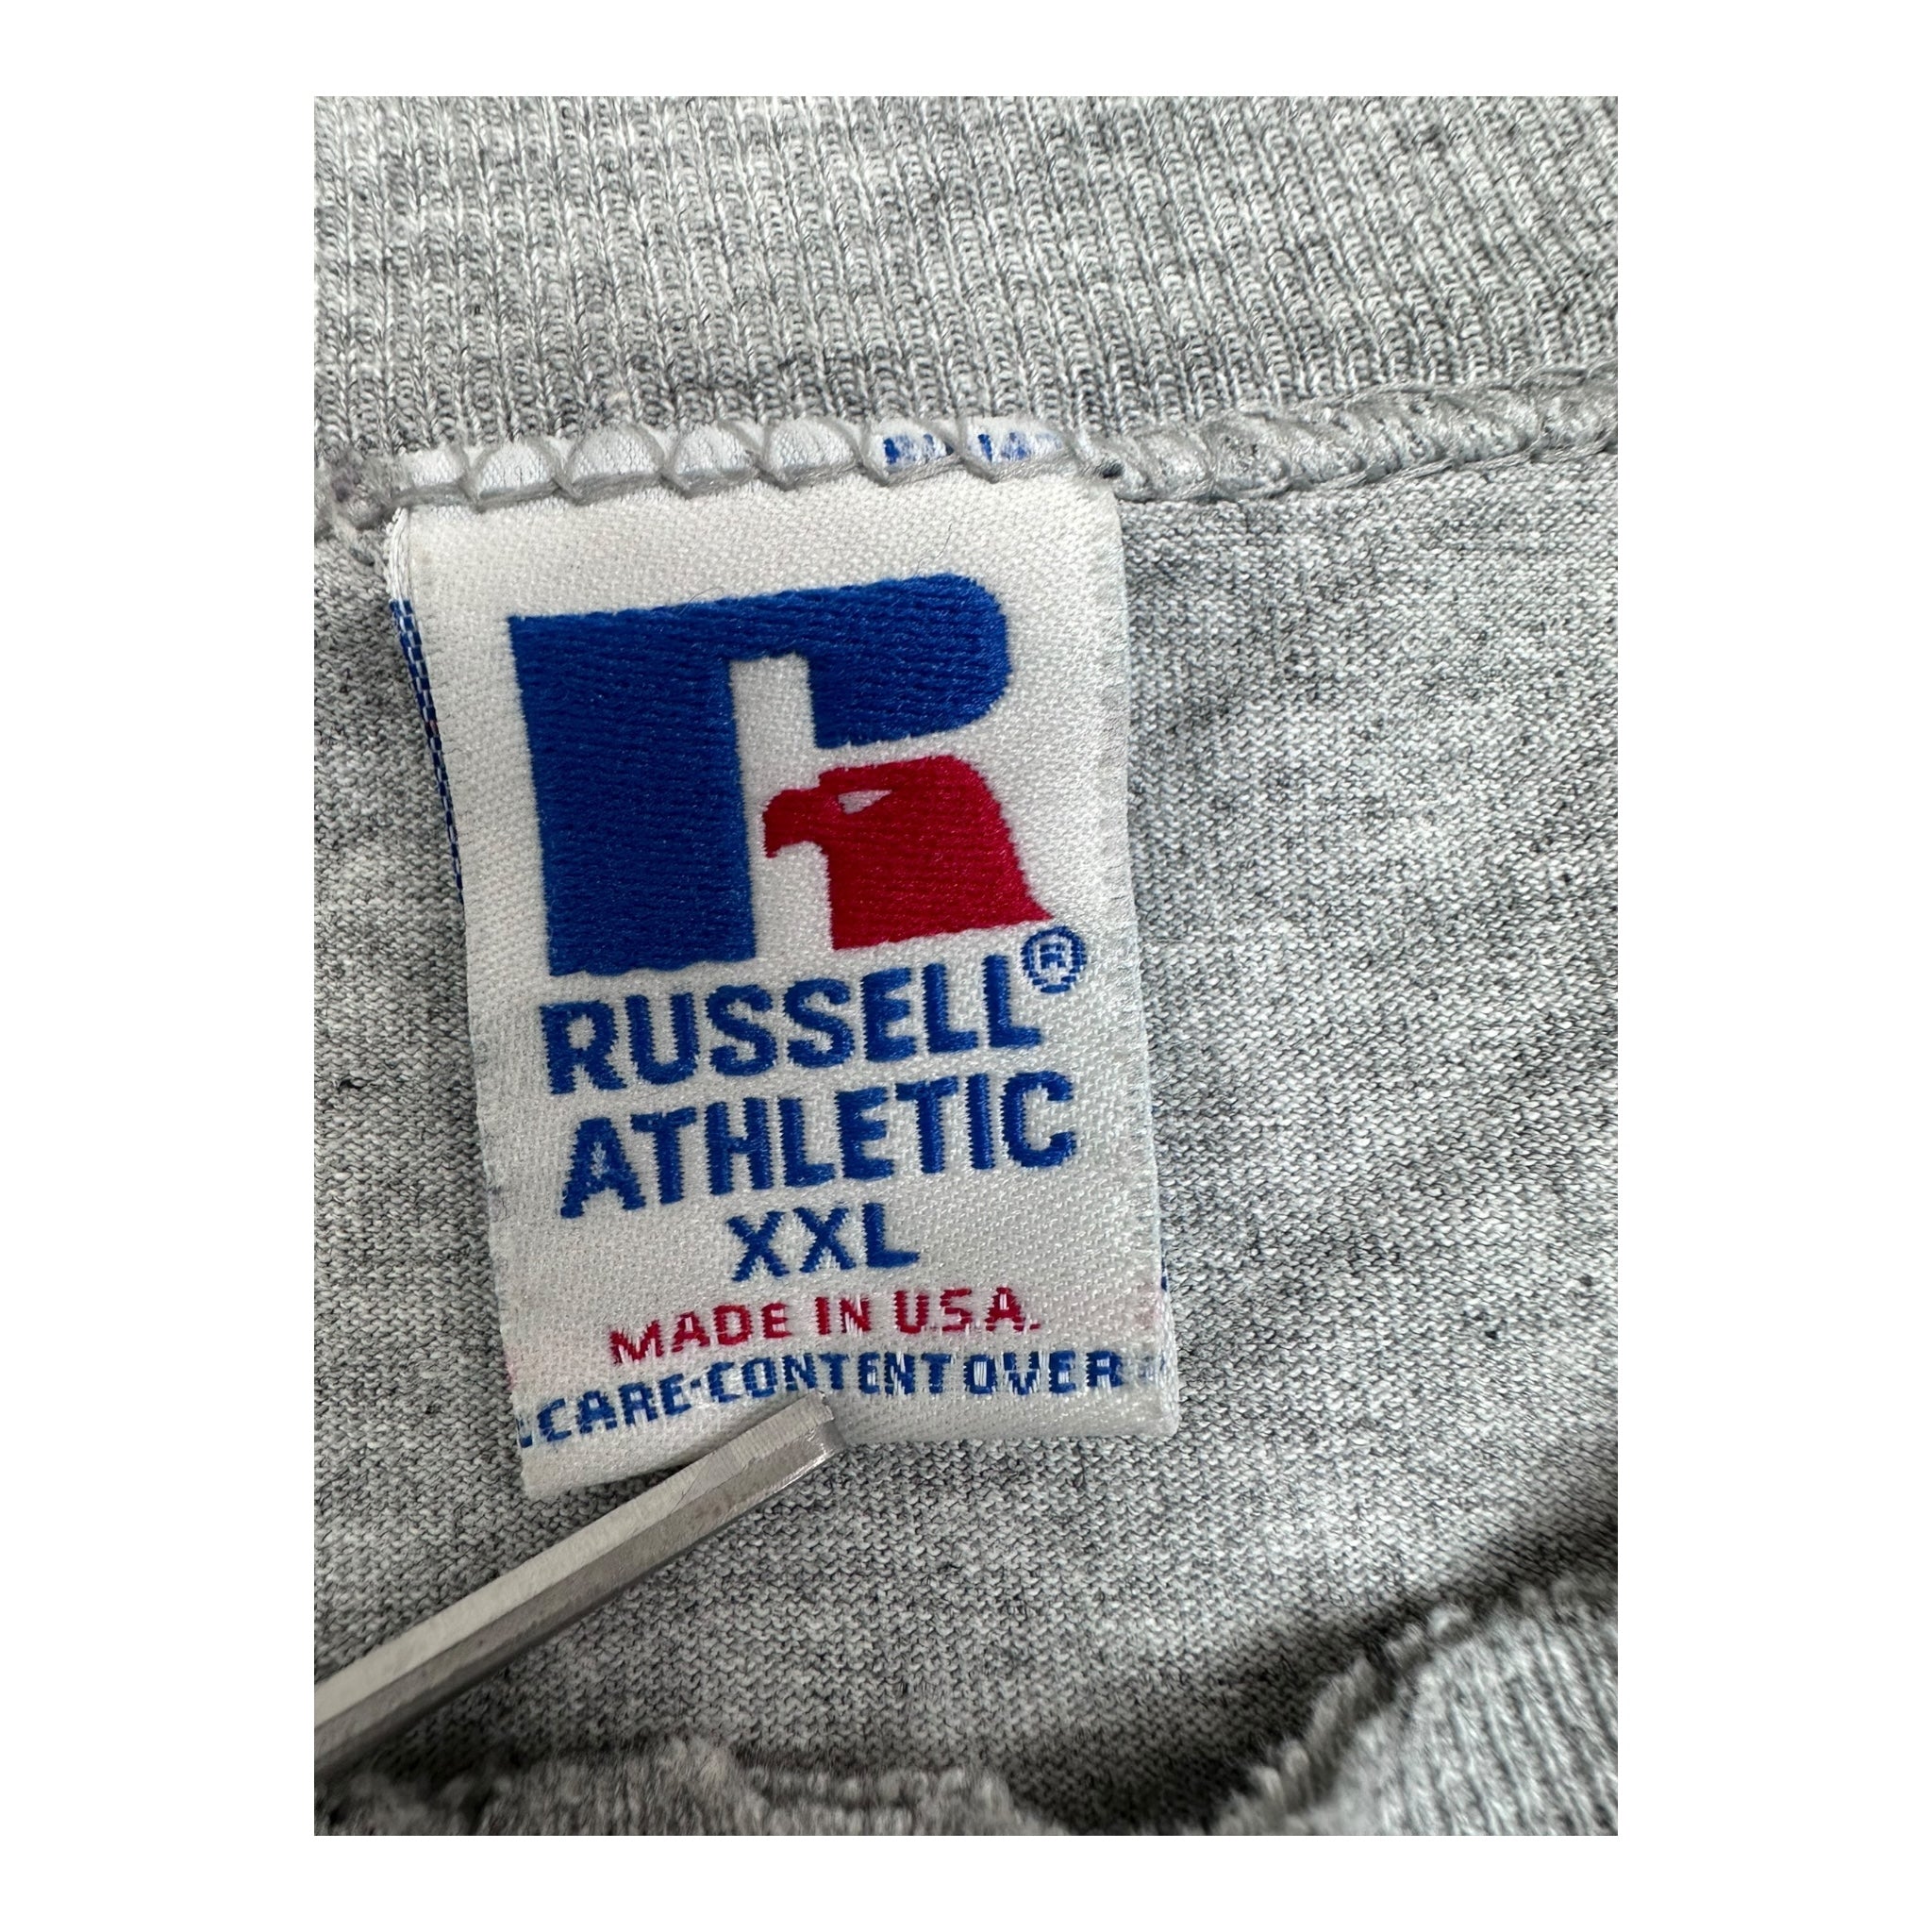 RUSSELL®
ATHLETIC
XXL
MADE IN U.S.A.
CARE·CONTENT OVER